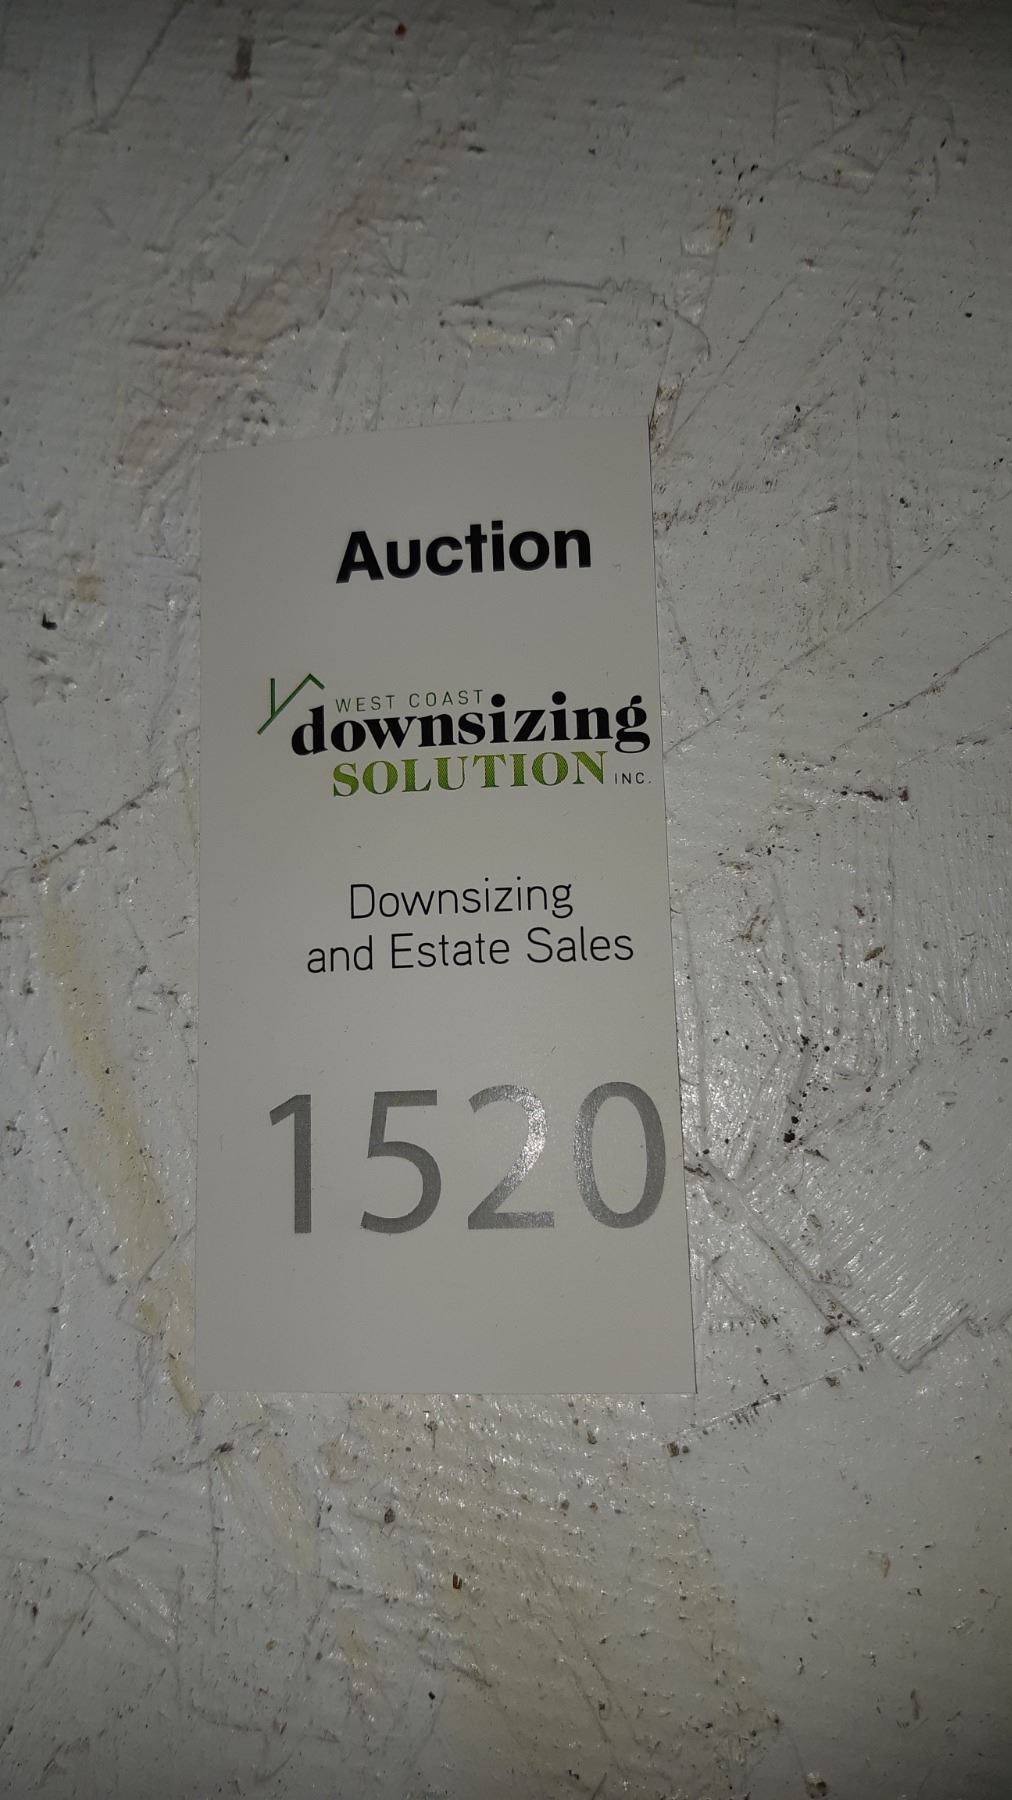 Auction
WEST COAST
downsizing
SOLUTION INC.
Downsizing
and Estate Sales
1520